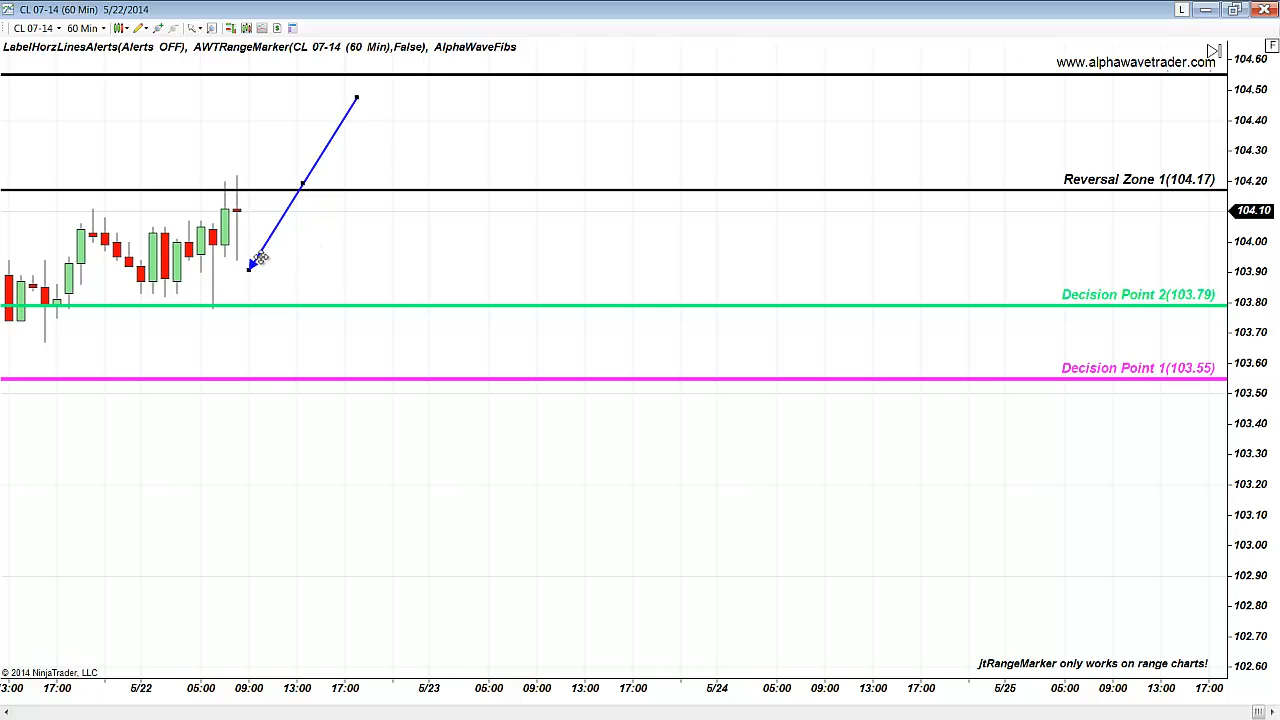 CL 07-14 (60 Min) 5/22/2014
L
CL 07-14 60 Min
LabelHorzLinesAlerts(Alerts OFF), AWTRangeMarker(CL 07-14 (60 Min),False), AlphaWaveFibs
F
www.alphawavetrader.com
104.60
104.50
104.40
104.30
Reversal Zone 1(104.17)
104.20
104.10
104.00
103.90
Decision Point 2(103.79)
103.80
103.70
103.60
Decision Point 1(103.55)
103.50
103.40
103.30
103.20
103.10
103.00
102.90
102.80
102.70
102.60
jtRangeMarker only works on range charts!
© 2014 NinjaTrader, LLC
13:00 17:00 5/22 05:00 09:00 13:00 17:00 5/23 05:00 09:00 13:00 17:00 5/24 05:00 09:00 13:00 17:00 5/25 05:00 09:00 13:00 17:00